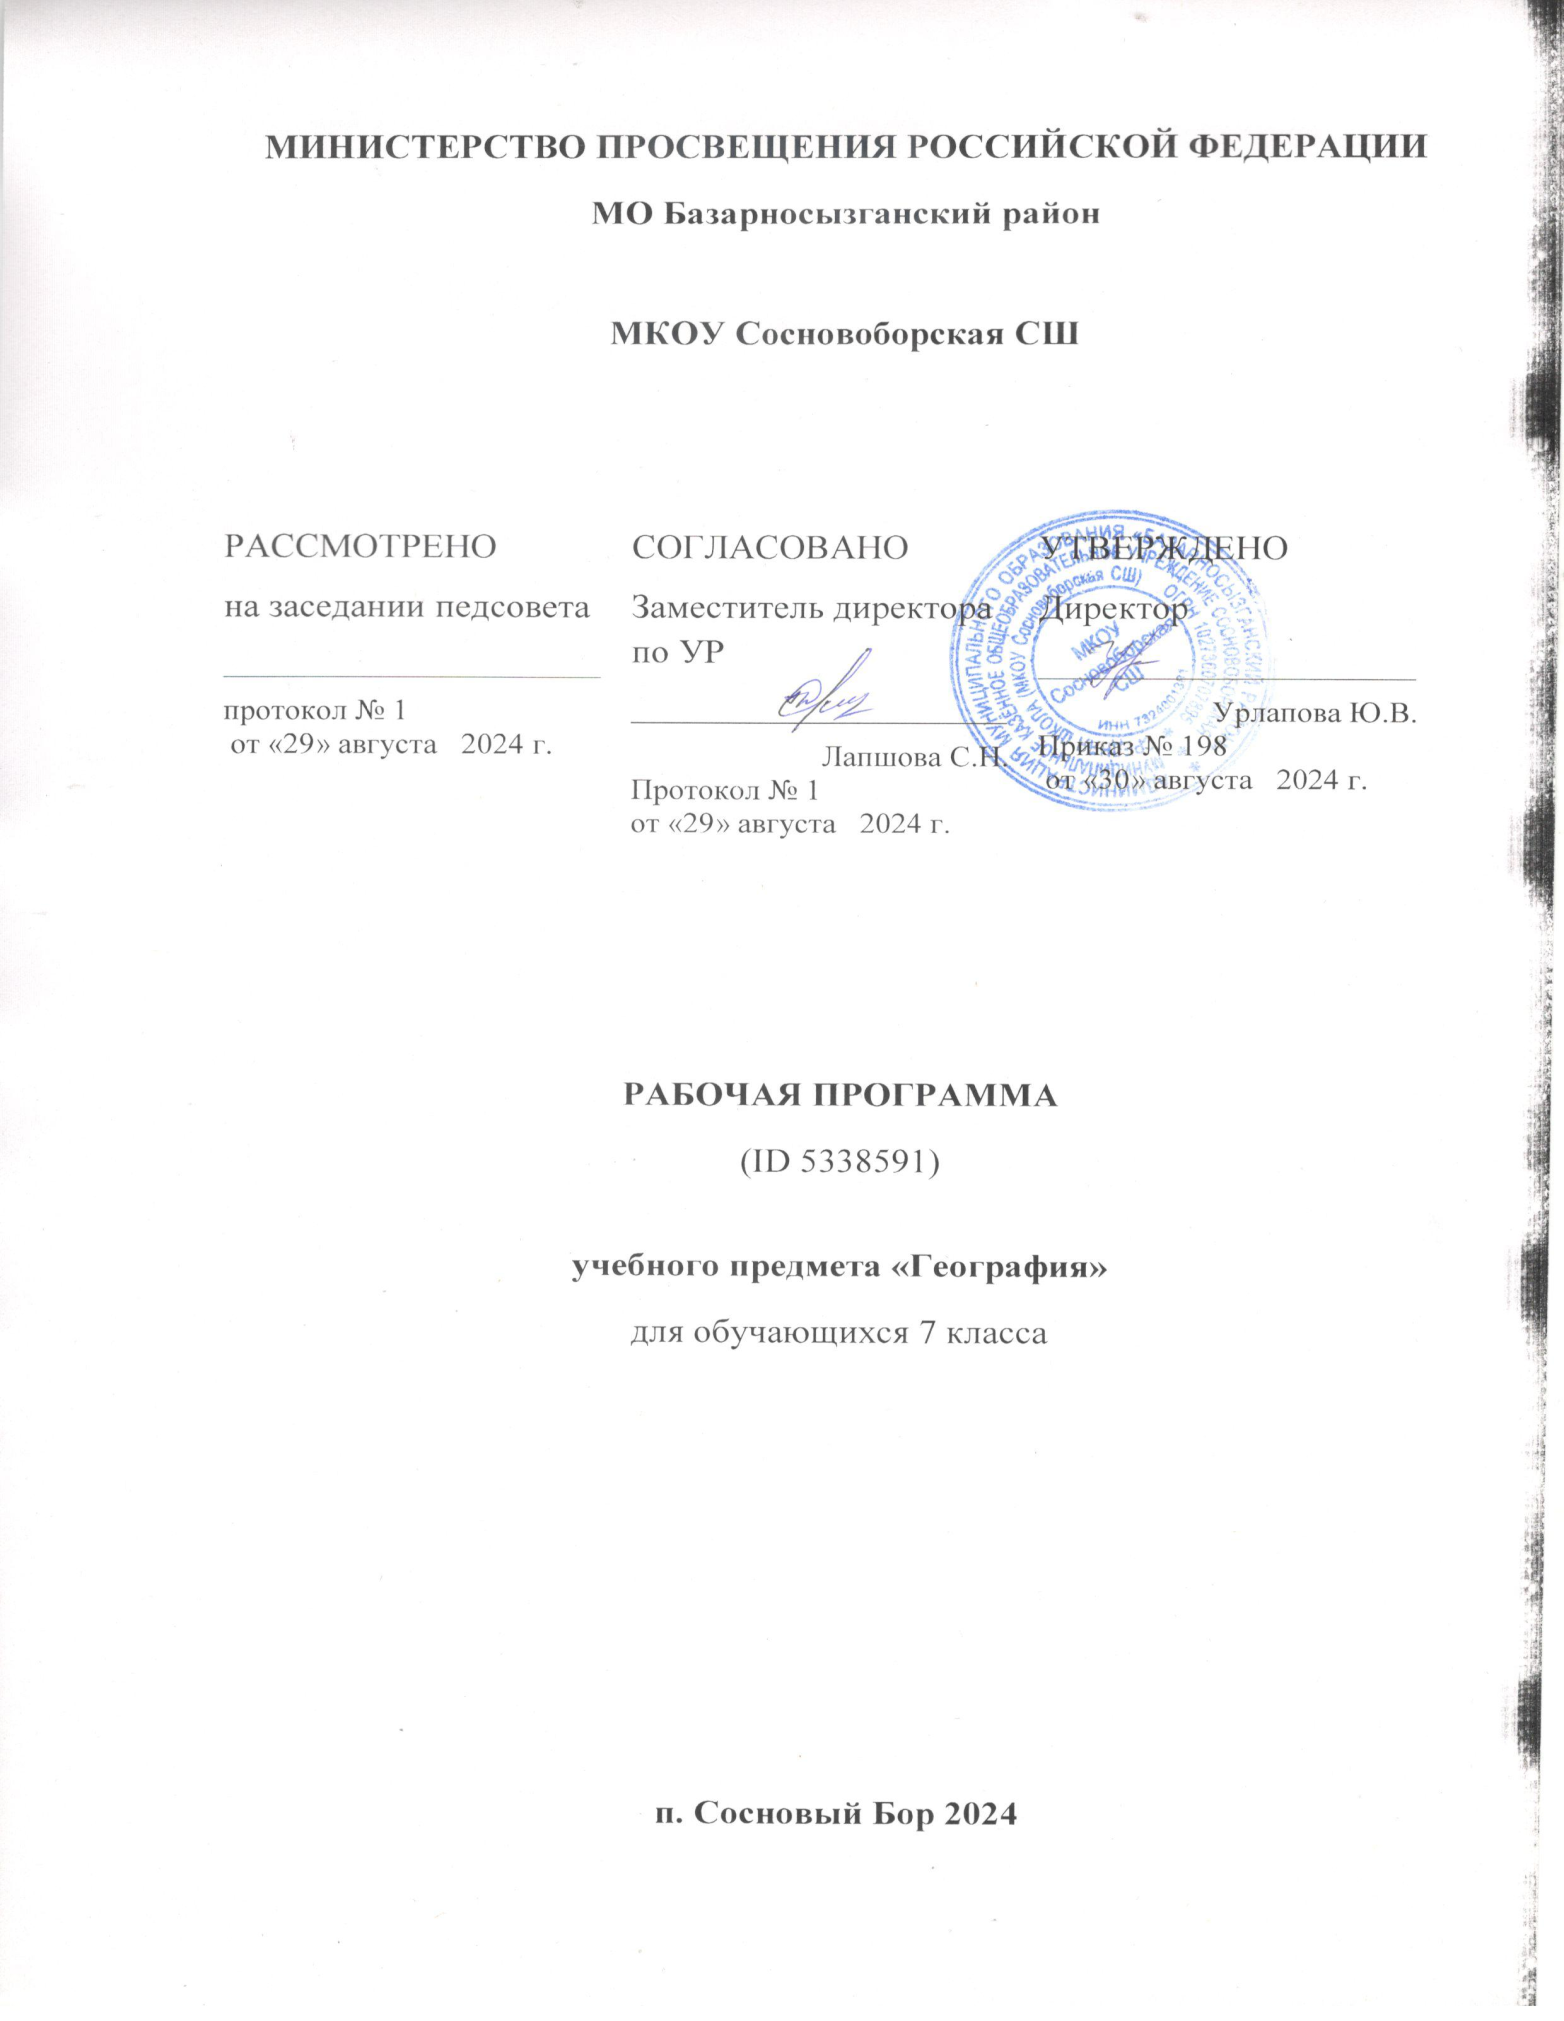 МИНИСТЕРСТВО ПРОСВЕЩЕНИЯ РОССИЙСКОЙ ФЕДЕРАЦИИ
МО Базарносызганский район
МКОУ Сосновоборская СШ
РАССМОТРЕНО
на заседании педсовета
протокол № 1
от «29» августа 2024 г.
СОГЛАСОВАНО
Заместитель директора
по УР
Лапшова С.Н.
Протокол № 1
от «29» августа 2024 г.
УТВЕРЖДЕНО
Директор
Урлапова Ю.В.
Приказ № 198
от «30» августа 2024 г.
МКОУ
Сосновоборская
СШ
РАБОЧАЯ ПРОГРАММА
(ID 5338591)
учебного предмета «География»
для обучающихся 7 класса
п. Сосновый Бор 2024